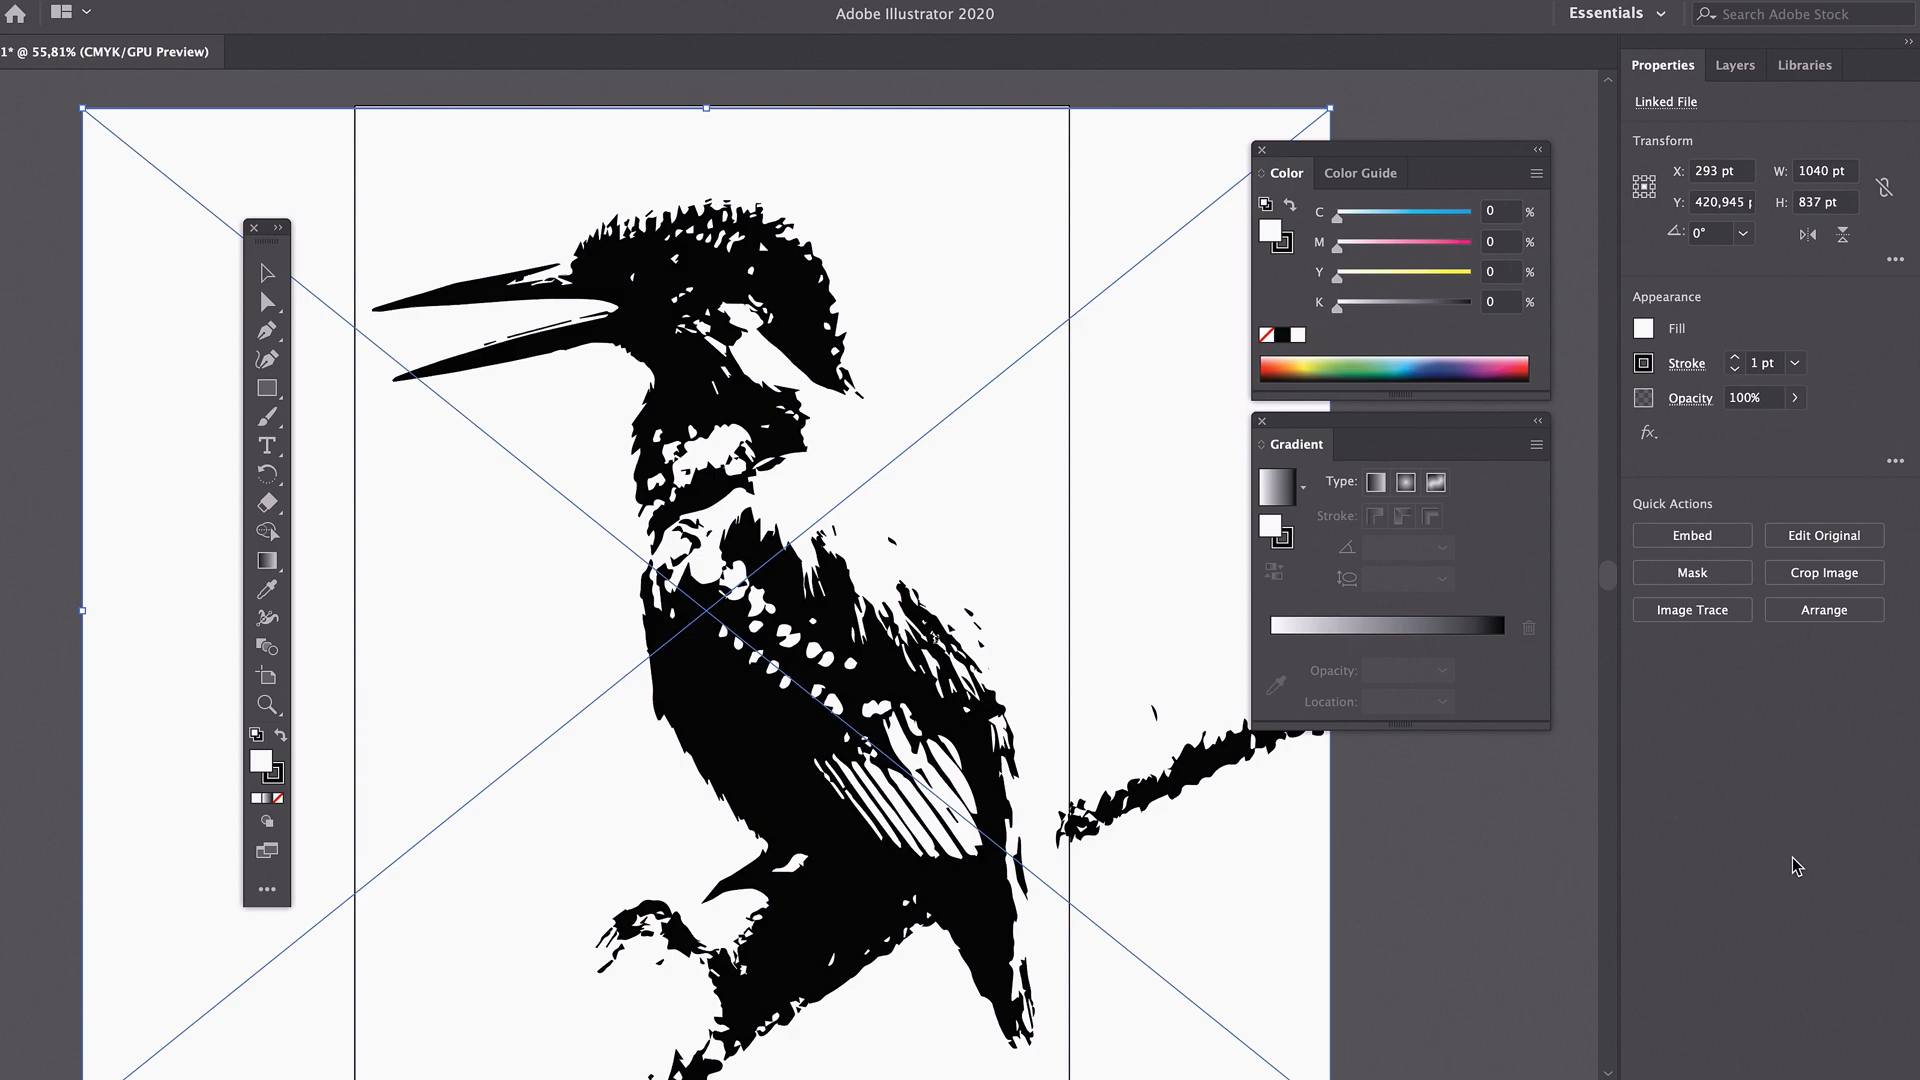 Adobe Illustrator 2020
Essentials
Search Adobe Stock
1* @ 55,81% (CMYK/GPU Preview)
Properties
Layers
Libraries
Linked File
Transform
X: 293 pt
W: 1040 pt
Y: 420,945 p
H: 837 pt
0°
Appearance
Fill
Stroke
1 pt
Opacity
100%
fx.
Quick Actions
Embed
Edit Original
Mask
Crop Image
Image Trace
Arrange
Color
Color Guide
C 0 %
M 0 %
Y 0 %
K 0 %
Gradient
Type:
Stroke:
Opacity:
Location:
T